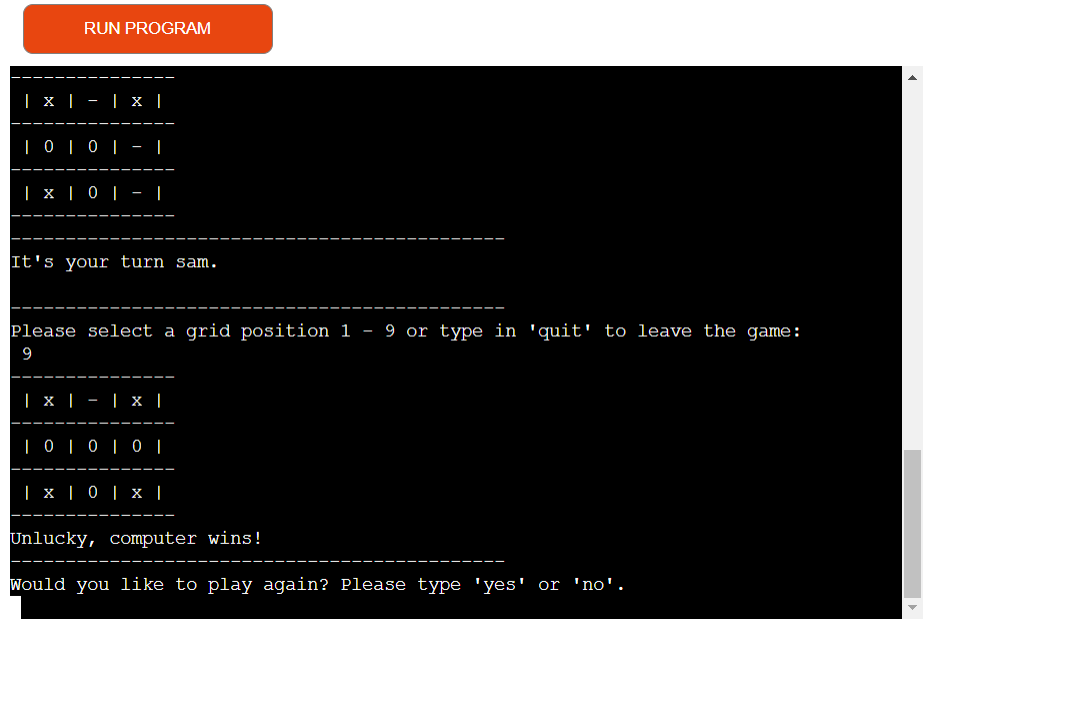 RUN PROGRAM
---------------
| x | - | x |
---------------
| 0 | 0 | - |
---------------
| x | 0 | - |
---------------
---------------------------------------------
It's your turn sam.
---------------------------------------------
Please select a grid position 1 - 9 or type in 'quit' to leave the game:
9
---------------
| x | - | x |
---------------
| 0 | 0 | 0 |
---------------
| x | 0 | x |
---------------
Unlucky, computer wins!
---------------------------------------------
Would you like to play again? Please type 'yes' or 'no'.